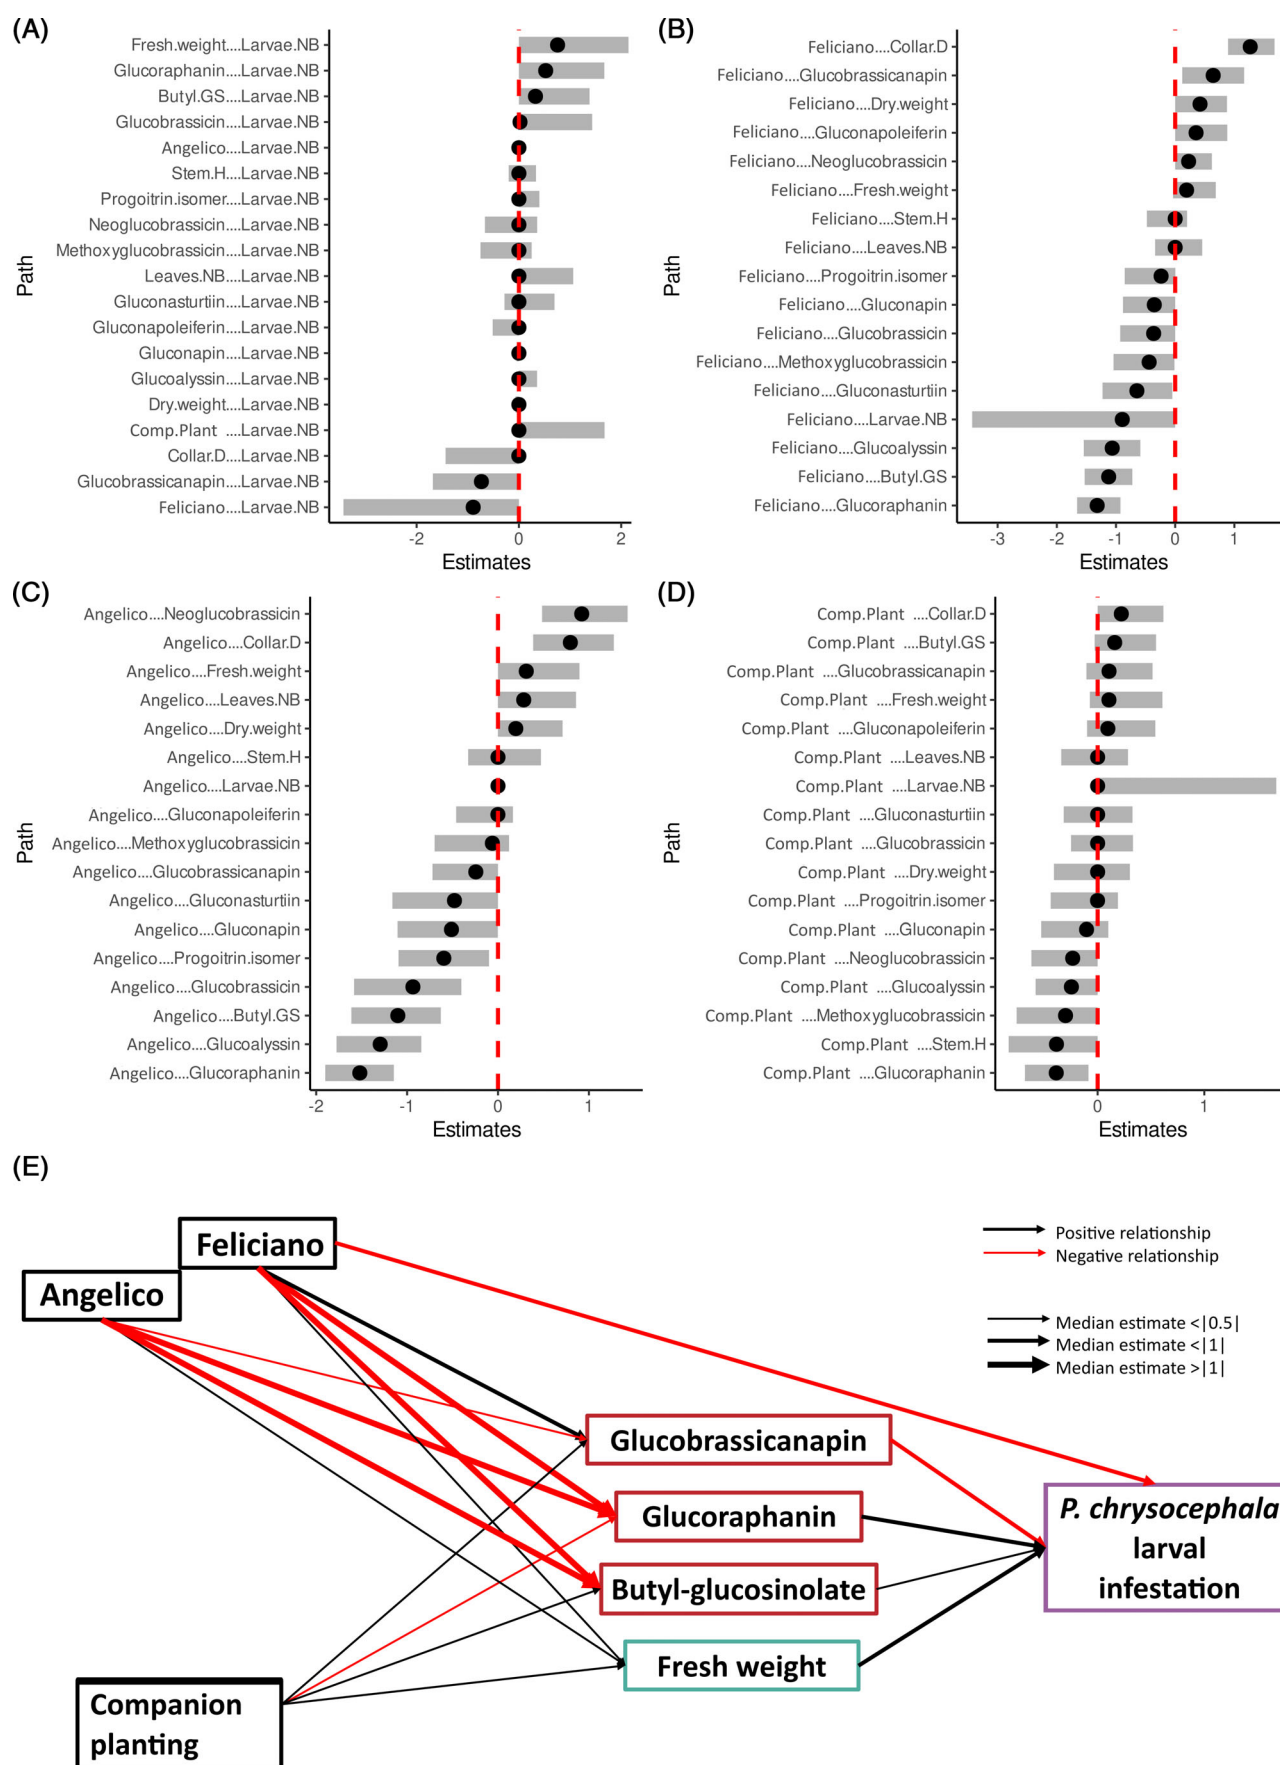 (A)
Fresh.weight....Larvae.NB
Glucoraphanin....Larvae.NB
Butyl.GS....Larvae.NB
Glucobrassicin....Larvae.NB
Angelico....Larvae.NB
Stem.H....Larvae.NB
Progoitrin.isomer....Larvae.NB
Neoglucobrassicin....Larvae.NB
Methoxyglucobrassicin....Larvae.NB
Leaves.NB....Larvae.NB
Gluconasturtiin....Larvae.NB
Gluconapoleiferin....Larvae.NB
Gluconapin....Larvae.NB
Glucoalyssin....Larvae.NB
Dry.weight....Larvae.NB
Comp.Plant ....Larvae.NB
Collar.D....Larvae.NB
Glucobrassicanapin....Larvae.NB
Feliciano....Larvae.NB
Path
-2 0 2
Estimates
(B)
Feliciano....Collar.D
Feliciano....Glucobrassicanapin
Feliciano....Dry.weight
Feliciano....Gluconapoleiferin
Feliciano....Neoglucobrassicin
Feliciano....Fresh.weight
Feliciano....Stem.H
Feliciano....Leaves.NB
Feliciano....Progoitrin.isomer
Feliciano....Gluconapin
Feliciano....Glucobrassicin
Feliciano....Methoxyglucobrassicin
Feliciano....Gluconasturtiin
Feliciano....Larvae.NB
Feliciano....Glucoalyssin
Feliciano....Butyl.GS
Feliciano....Glucoraphanin
Path
-3 -2 -1 0 1
Estimates
(C)
Angelico....Neoglucobrassicin
Angelico....Collar.D
Angelico....Fresh.weight
Angelico....Leaves.NB
Angelico....Dry.weight
Angelico....Stem.H
Angelico....Larvae.NB
Angelico....Gluconapoleiferin
Angelico....Methoxyglucobrassicin
Angelico....Glucobrassicanapin
Angelico....Gluconasturtiin
Angelico....Gluconapin
Angelico....Progoitrin.isomer
Angelico....Glucobrassicin
Angelico....Butyl.GS
Angelico....Glucoalyssin
Angelico....Glucoraphanin
Path
-2 -1 0 1
Estimates
(D)
Comp.Plant ....Collar.D
Comp.Plant ....Butyl.GS
Comp.Plant ....Glucobrassicanapin
Comp.Plant ....Fresh.weight
Comp.Plant ....Gluconapoleiferin
Comp.Plant ....Leaves.NB
Comp.Plant ....Larvae.NB
Comp.Plant ....Gluconasturtiin
Comp.Plant ....Glucobrassicin
Comp.Plant ....Dry.weight
Comp.Plant ....Progoitrin.isomer
Comp.Plant ....Gluconapin
Comp.Plant ....Neoglucobrassicin
Comp.Plant ....Glucoalyssin
Comp.Plant ....Methoxyglucobrassicin
Comp.Plant ....Stem.H
Comp.Plant ....Glucoraphanin
Path
0 1
Estimates
(E)
Feliciano
Angelico
Positive relationship
Negative relationship
Median estimate <|0.5|
Median estimate <|1|
Median estimate >|1|
Glucobrassicanapin
Glucoraphanin
Butyl-glucosinolate
Fresh weight
P. chrysocephala
larval
infestation
Companion
planting